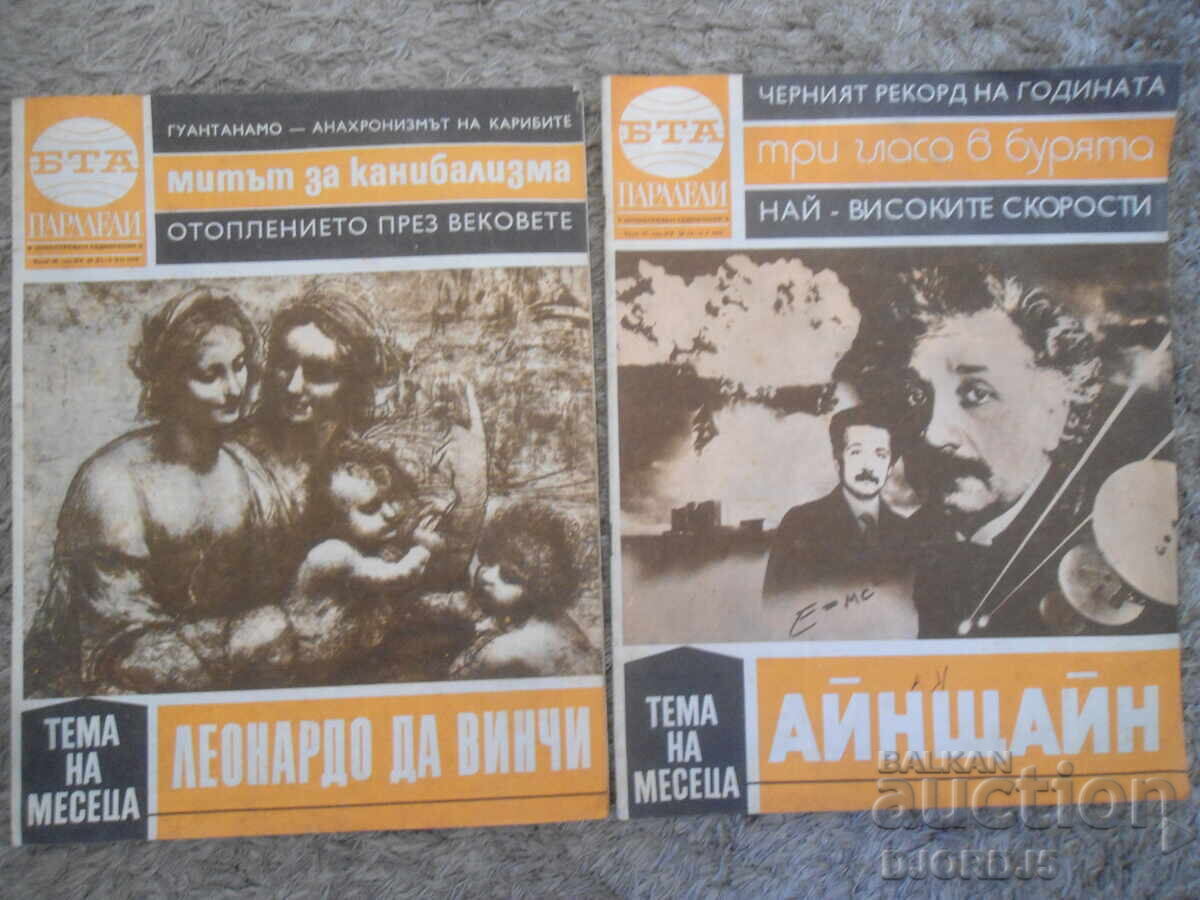 БТА
ПАРАЛЕЛИ
ГУАНТАНАМО — АНАХРОНИЗМЪТ НА КАРИБИТЕ
митът за канибализма
ОТОПЛЕНИЕТО ПРЕЗ ВЕКОВЕТЕ
ТЕМА
НА
МЕСЕЦА
ЛЕОНАРДО ДА ВИНЧИ
БТА
ПАРАЛЕЛИ
ЧЕРНИЯТ РЕКОРД НА ГОДИНАТА
три гласа в бурята
НАЙ - ВИСОКИТЕ СКОРОСТИ
E=MC
ТЕМА
НА
МЕСЕЦА
АЙНЩАЙН
BALKAN
auction
DJORDJ5